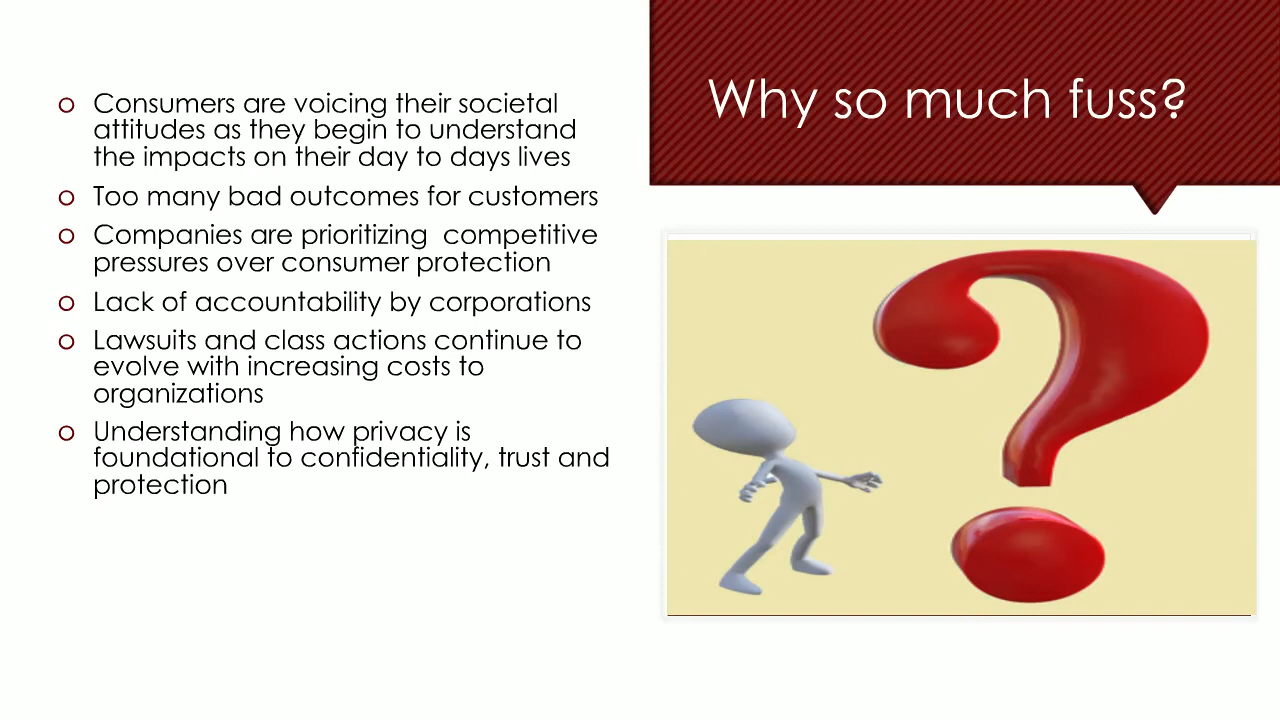 Why so much fuss?
o Consumers are voicing their societal
attitudes as they begin to understand
the impacts on their day to days lives
o Too many bad outcomes for customers
o Companies are prioritizing  competitive
pressures over consumer protection
o Lack of accountability by corporations
o Lawsuits and class actions continue to
evolve with increasing costs to
organizations
o Understanding how privacy is
foundational to confidentiality, trust and
protection
?